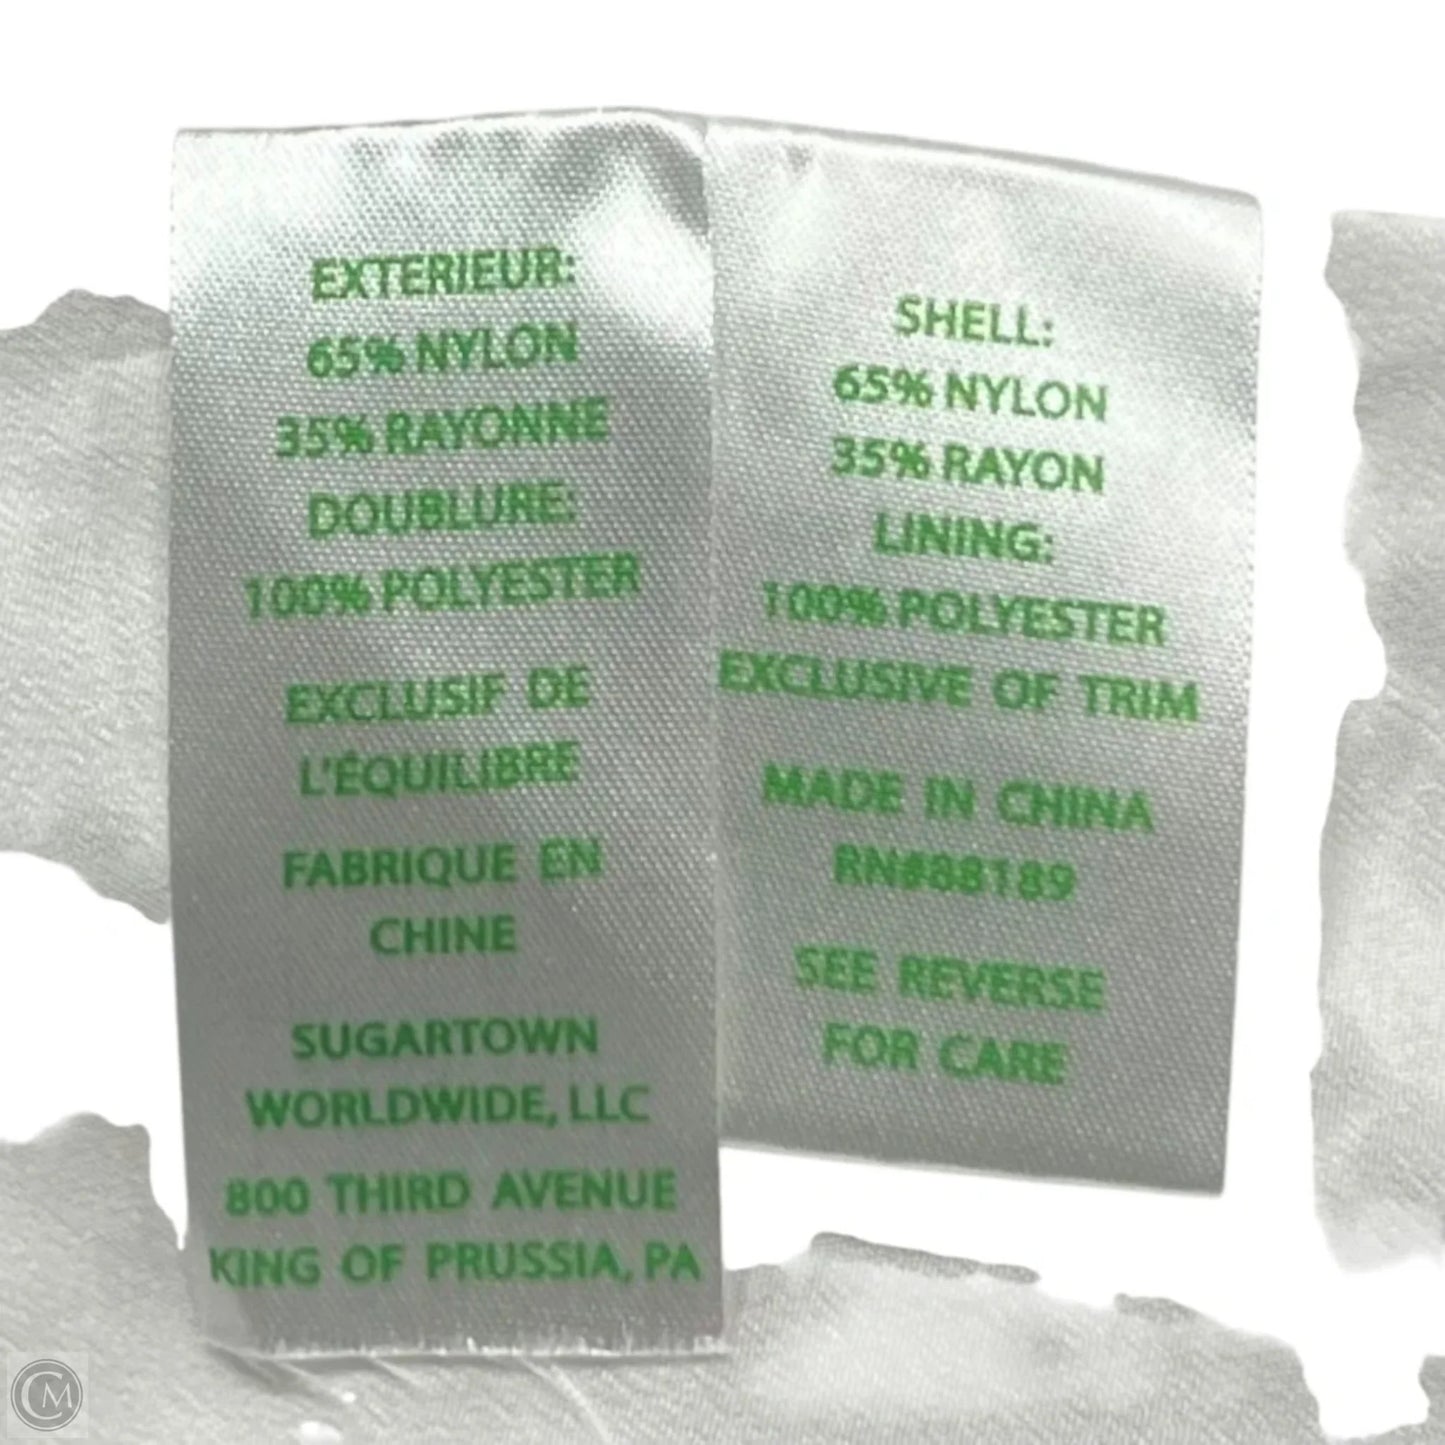 EXTERIEUR:
65% NYLON
35% RAYONNE
DOUBLURE:
100% POLYESTER
EXCLUSIF DE
L'ÉQUILIBRE
FABRIQUE EN
CHINE
SUGARTOWN
WORLDWIDE, LLC
800 THIRD AVENUE
KING OF PRUSSIA, PA
SHELL:
65% NYLON
35% RAYON
LINING:
100% POLYESTER
EXCLUSIVE OF TRIM
MADE IN CHINA
RN#88189
SEE REVERSE
FOR CARE
CM